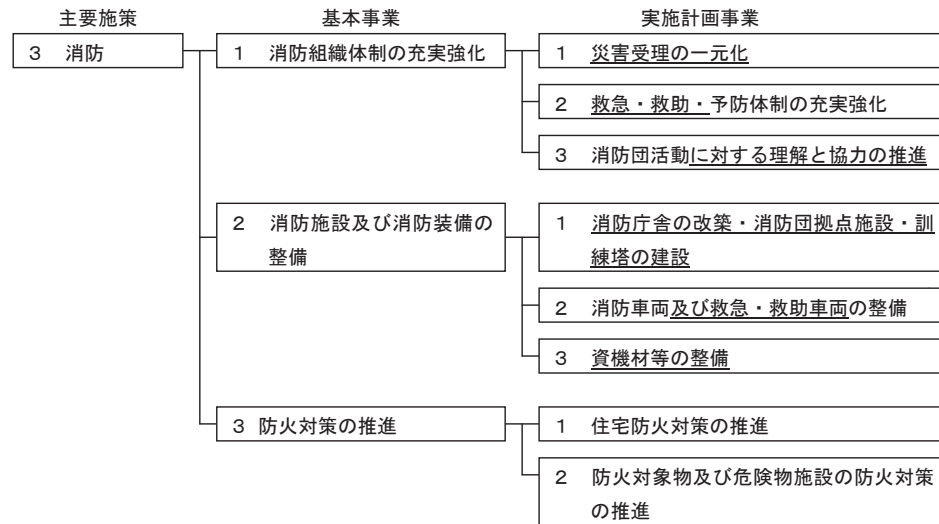 主要施策 基本事業 実施計画事業
3 消防 1 消防組織体制の充実強化 1 災害受理の一元化
2 救急・救助・予防体制の充実強化
3 消防団活動に対する理解と協力の推進
2 消防施設及び消防装備の 1 消防庁舎の改築・消防団拠点施設・訓
整備 練塔の建設
2 消防車両及び救急・救助車両の整備
3 資機材等の整備
3 防火対策の推進 1 住宅防火対策の推進
2 防火対象物及び危険物施設の防火対策
の推進